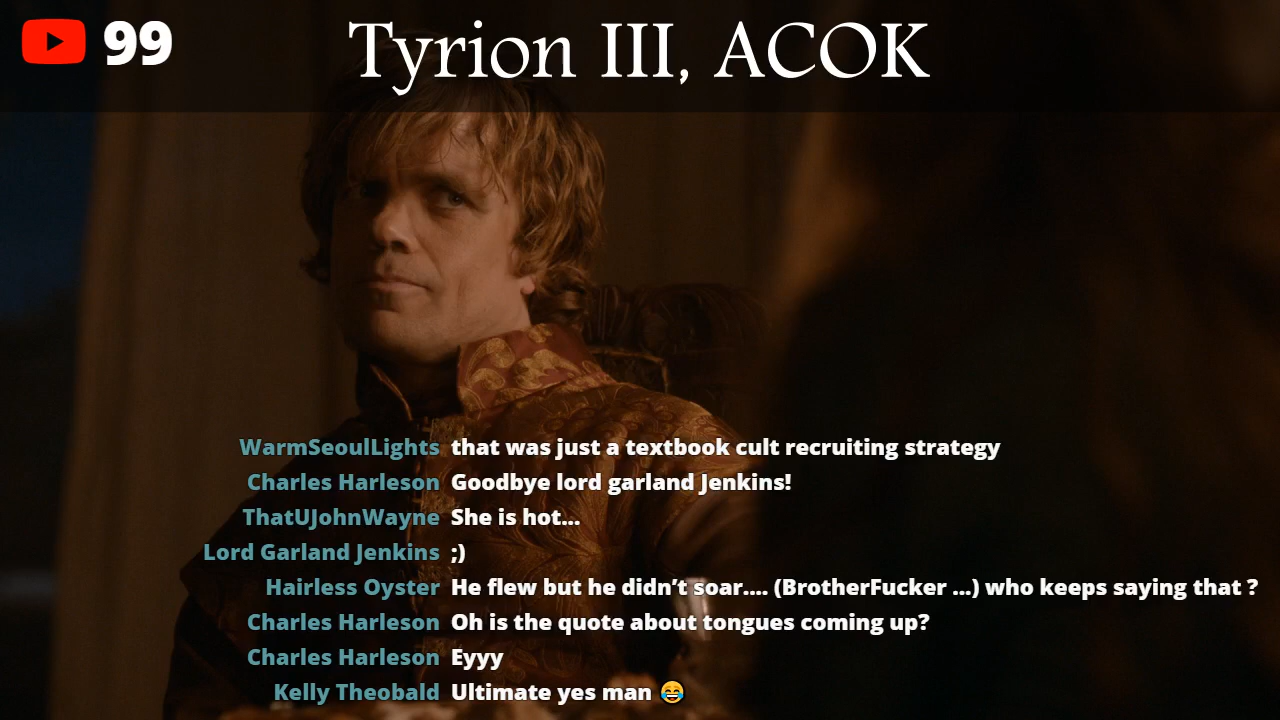 99
Tyrion III, ACOK
WarmSeoulLights that was just a textbook cult recruiting strategy
Charles Harleson Goodbye lord garland Jenkins!
ThatUJohnWayne She is hot...
Lord Garland Jenkins ;)
Hairless Oyster He flew but he didn’t soar.... (BrotherFucker ...) who keeps saying that ?
Charles Harleson Oh is the quote about tongues coming up?
Charles Harleson Eyyy
Kelly Theobald Ultimate yes man 😂